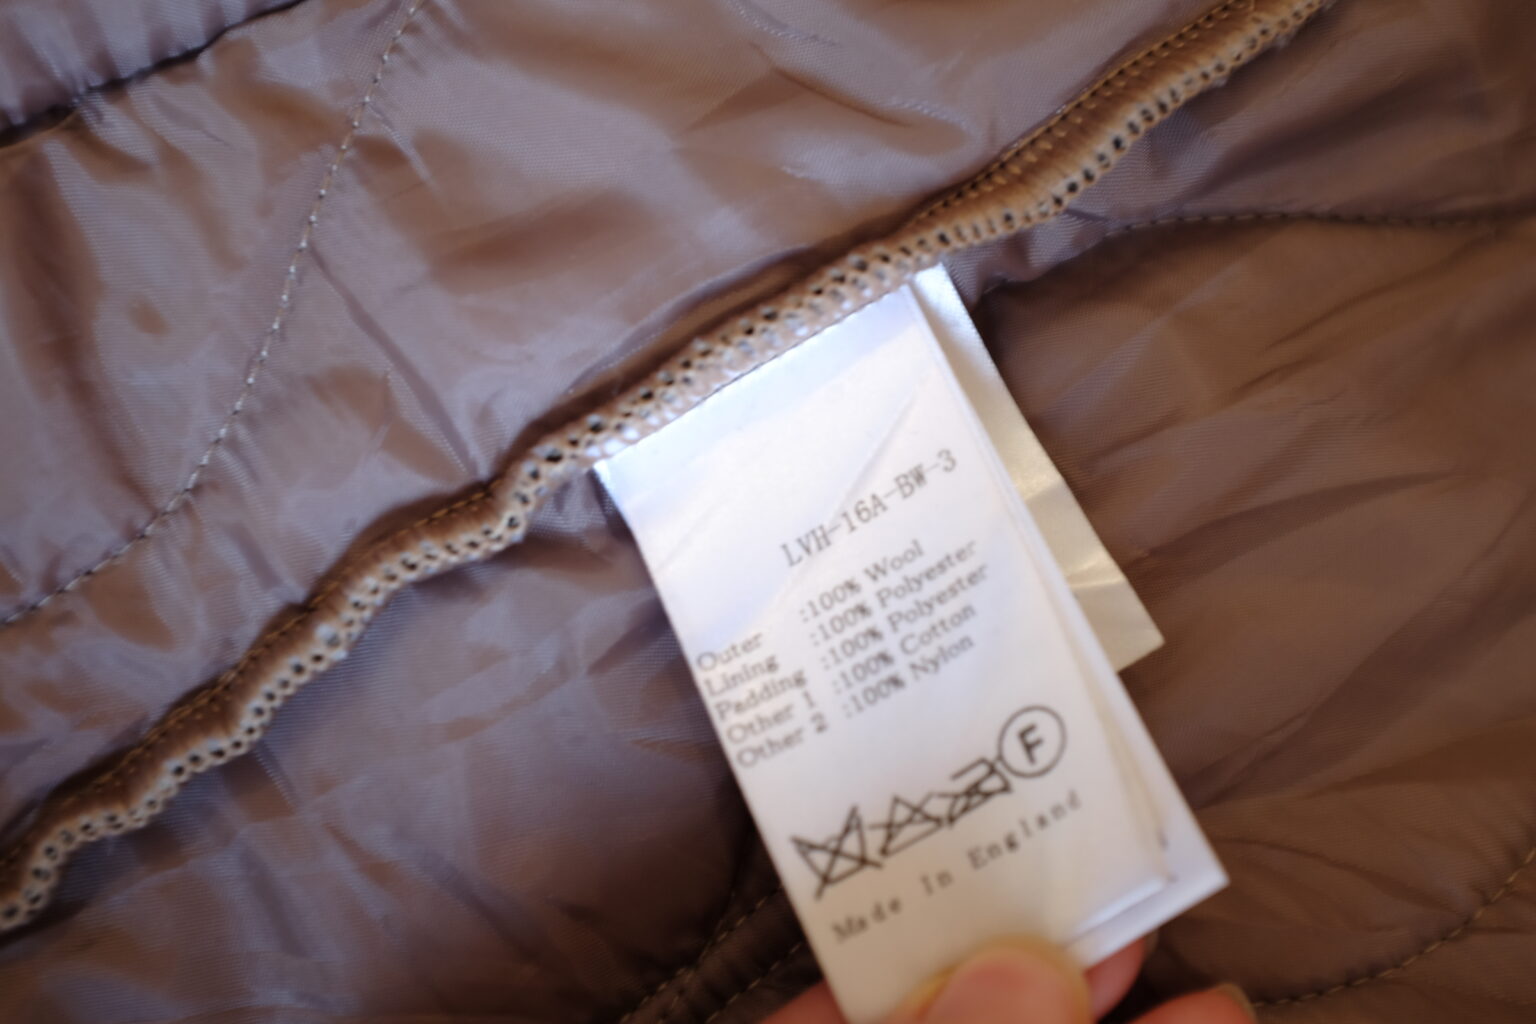 LVH-16A-BW-3
Outer :100% Wool
Lining :100% Polyester
Padding :100% Polyester
Other 1 :100% Cotton
Other 2 :100% Nylon
F
Made In England